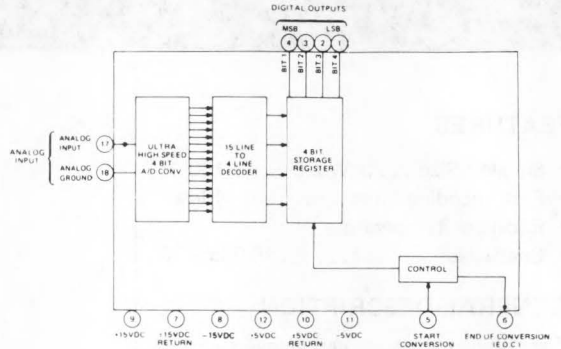 DIGITAL OUTPUTS
MSB LSB
4 3 2 1
BIT 1 BIT 2 BIT 3 BIT 4
ANALOG INPUT
ANALOG INPUT 17
ANALOG GROUND 18
ULTRA HIGH SPEED 4 BIT A/D CONV
15 LINE TO 4 LINE DECODER
4 BIT STORAGE REGISTER
CONTROL
9 7 8 12 10 11 5 6
+15VDC ±15VDC RETURN -15VDC +5VDC ±5VDC RETURN -5VDC START CONVERSION END OF CONVERSION (E.O.C.)